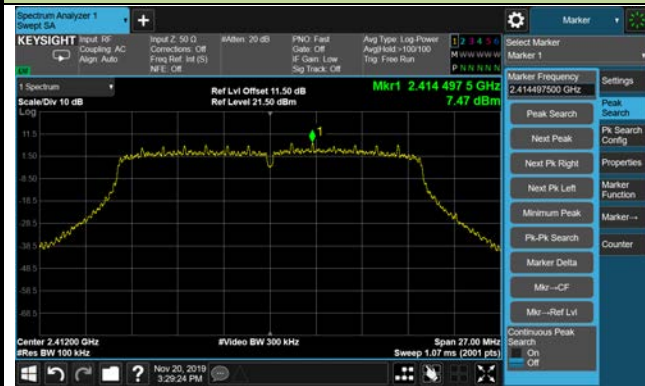 Spectrum Analyzer 1
Swept SA
Marker
KEYSIGHT
Input: RF
Coupling: AC
Align: Auto
Input Z: 50 Ω
Corrections: Off
Freq Ref: Int (S)
NFE: Off
#Atten: 20 dB
PNO: Fast
Gate: Off
IF Gain: Low
Sig Track: Off
Avg Type: Log-Power
Avg|Hold:>100/100
Trig: Free Run
1 2 3 4 5 6
M W W W W W
P N N N N N
Select Marker
Marker 1
1 Spectrum
Scale/Div 10 dB
Log
Ref Lvl Offset 11.50 dB
Ref Level 21.50 dBm
Mkr1 2.414 497 5 GHz
7.47 dBm
11.5
1.50
-8.50
-18.5
-28.5
-38.5
-48.5
-58.5
-68.5
1
Center 2.41200 GHz
#Res BW 100 kHz
#Video BW 300 kHz
Span 27.00 MHz
Sweep 1.07 ms (2001 pts)
Marker Frequency
2.414497500 GHz
Peak Search
Next Peak
Next Pk Right
Next Pk Left
Minimum Peak
Pk-Pk Search
Marker Delta
Mkr→CF
Mkr→Ref Lvl
Continuous Peak
Search
On
Off
Settings
Peak
Search
Pk Search
Config
Properties
Marker
Function
Marker→
Counter
Nov 20, 2019
3:29:24 PM